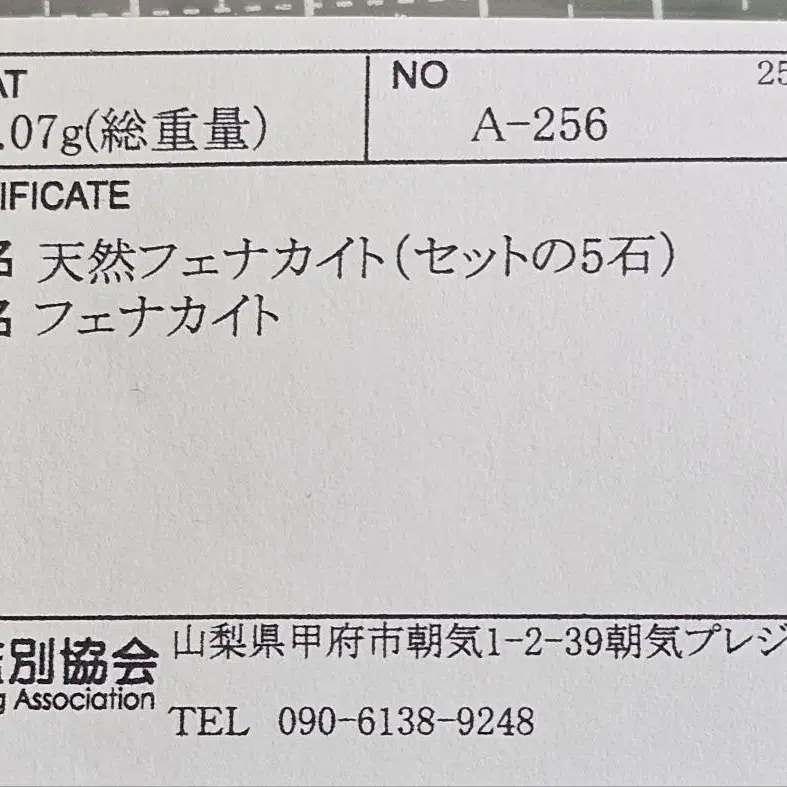 AT
NO 25
.07g(総重量)
A-256
IFICATE
名 天然フェナカイト(セットの5石)
名 フェナカイト
別協会 山梨県甲府市朝気1-2-39朝気プレジ
g Association
TEL 090-6138-9248